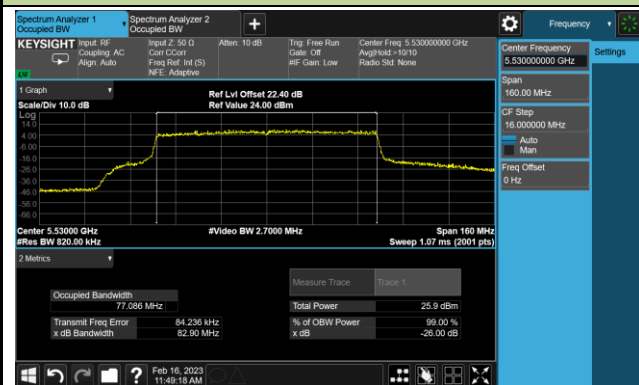 Spectrum Analyzer 1
Occupied BW
Spectrum Analyzer 2
Occupied BW
Frequency
KEYSIGHT
Input: RF
Coupling: AC
Align: Auto
Input Z: 50 Ω
Corr CCorr
Freq Ref: Int (S)
NFE: Adaptive
Atten: 10 dB
Trig: Free Run
Gate: Off
#IF Gain: Low
Center Freq: 5.530000000 GHz
Avg|Hold:>10/10
Radio Std: None
Center Frequency
5.530000000 GHz
Settings
Span
160.00 MHz
CF Step
16.000000 MHz
Auto
Man
Freq Offset
0 Hz
1 Graph
Scale/Div 10.0 dB
Ref Lvl Offset 22.40 dB
Ref Value 24.00 dBm
Log
14.0
4.00
-6.00
-16.0
-26.0
-36.0
-46.0
-56.0
-66.0
Center 5.53000 GHz
#Res BW 820.00 kHz
#Video BW 2.7000 MHz
Span 160 MHz
Sweep 1.07 ms (2001 pts)
2 Metrics
Measure Trace
Trace 1
Occupied Bandwidth
77.086 MHz
Total Power
25.9 dBm
Transmit Freq Error
84.236 kHz
% of OBW Power
99.00 %
x dB Bandwidth
82.90 MHz
x dB
-26.00 dB
?
Feb 16, 2023
11:49:18 AM